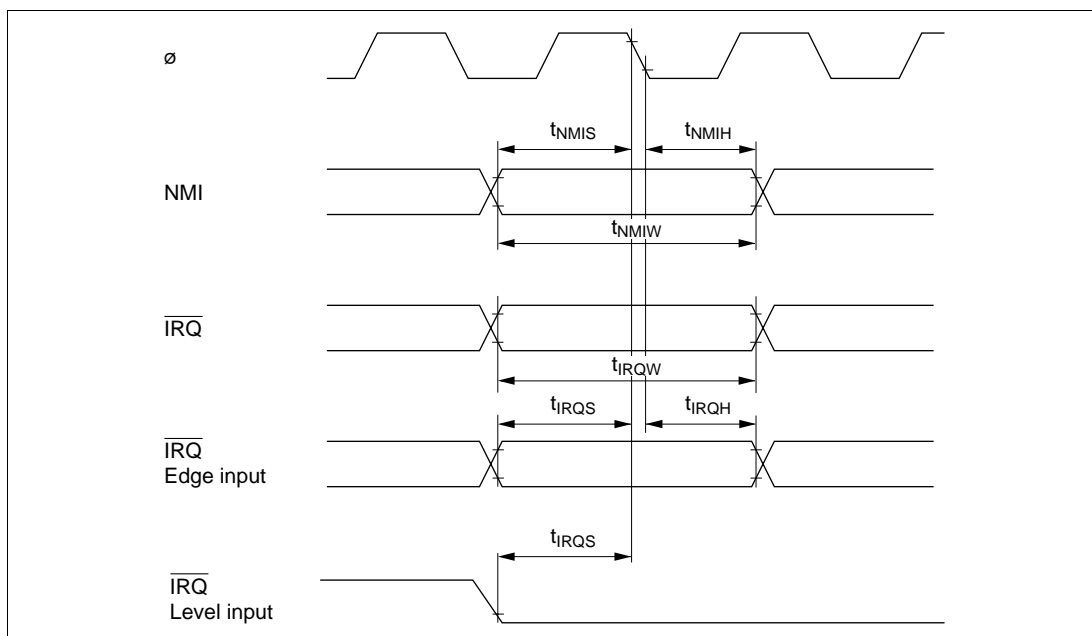 ø
tNMIS tNMIH
NMI
tNMIW
IRQ
tIRQW
tIRQS tIRQH
IRQ
Edge input
tIRQS
IRQ
Level input